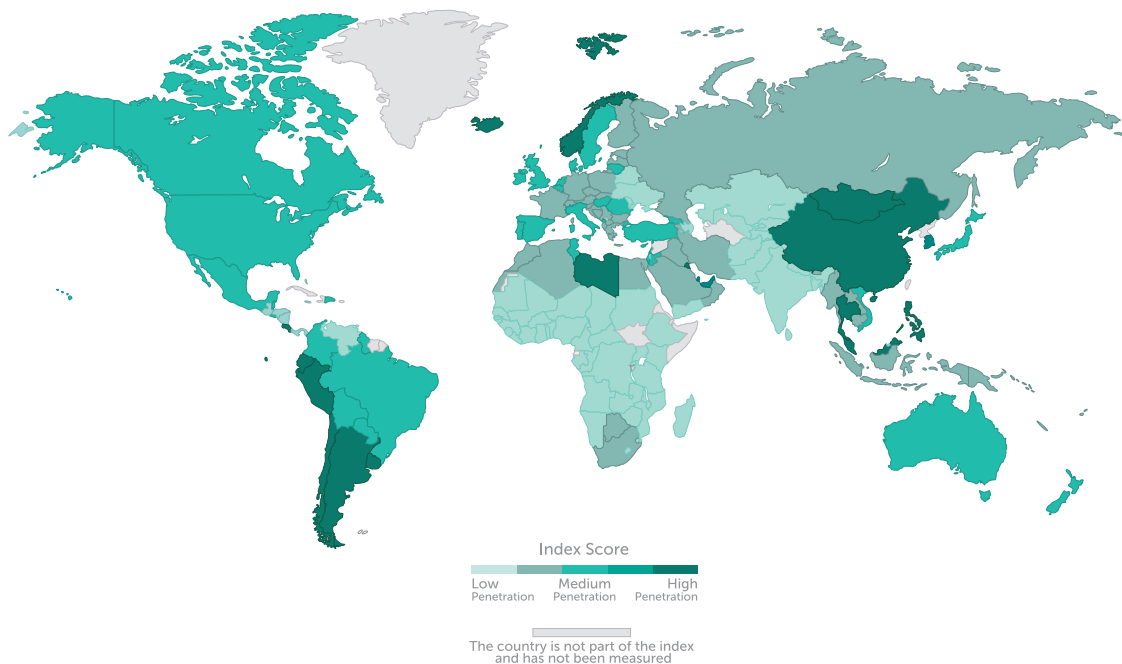 Index Score
Low Medium High
Penetration Penetration Penetration
The country is not part of the index
and has not been measured